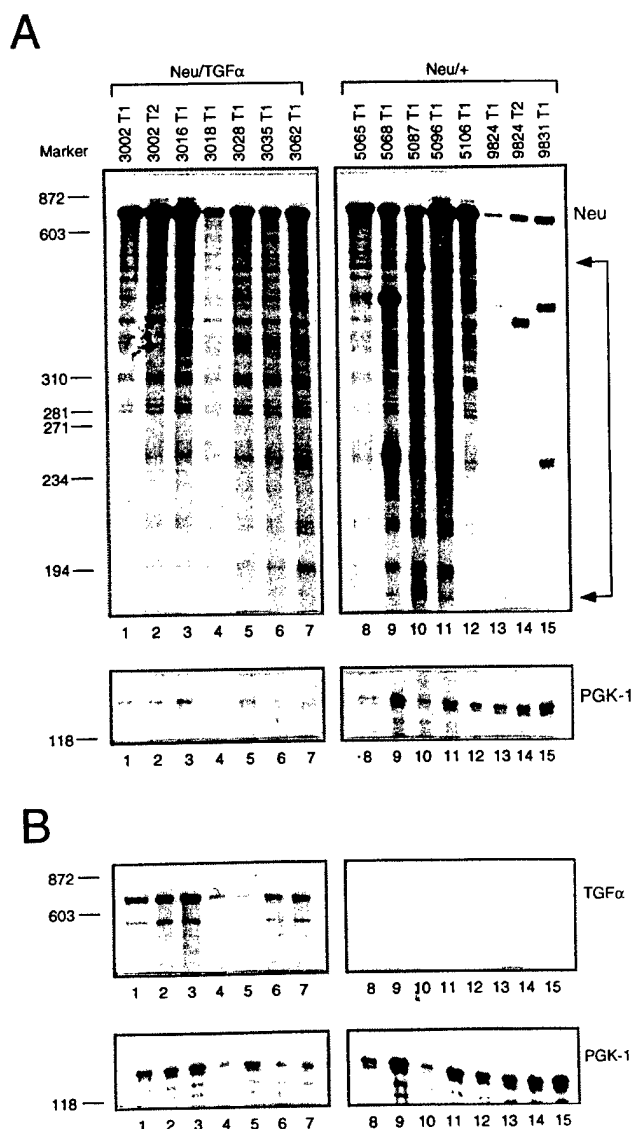 A
Neu/TGFα
Neu/+
Marker
3002 T1
3002 T2
3016 T1
3018 T1
3028 T1
3035 T1
3062 T1
5065 T1
5068 T1
5087 T1
5096 T1
5106 T1
9824 T1
9824 T2
9831 T1
872
Neu
603
310
281
271
234
194
1 2 3 4 5 6 7
8 9 10 11 12 13 14 15
PGK-1
118
1 2 3 4 5 6 7
8 9 10 11 12 13 14 15
B
872
TGFα
603
1 2 3 4 5 6 7
8 9 10 11 12 13 14 15
PGK-1
118
1 2 3 4 5 6 7
8 9 10 11 12 13 14 15